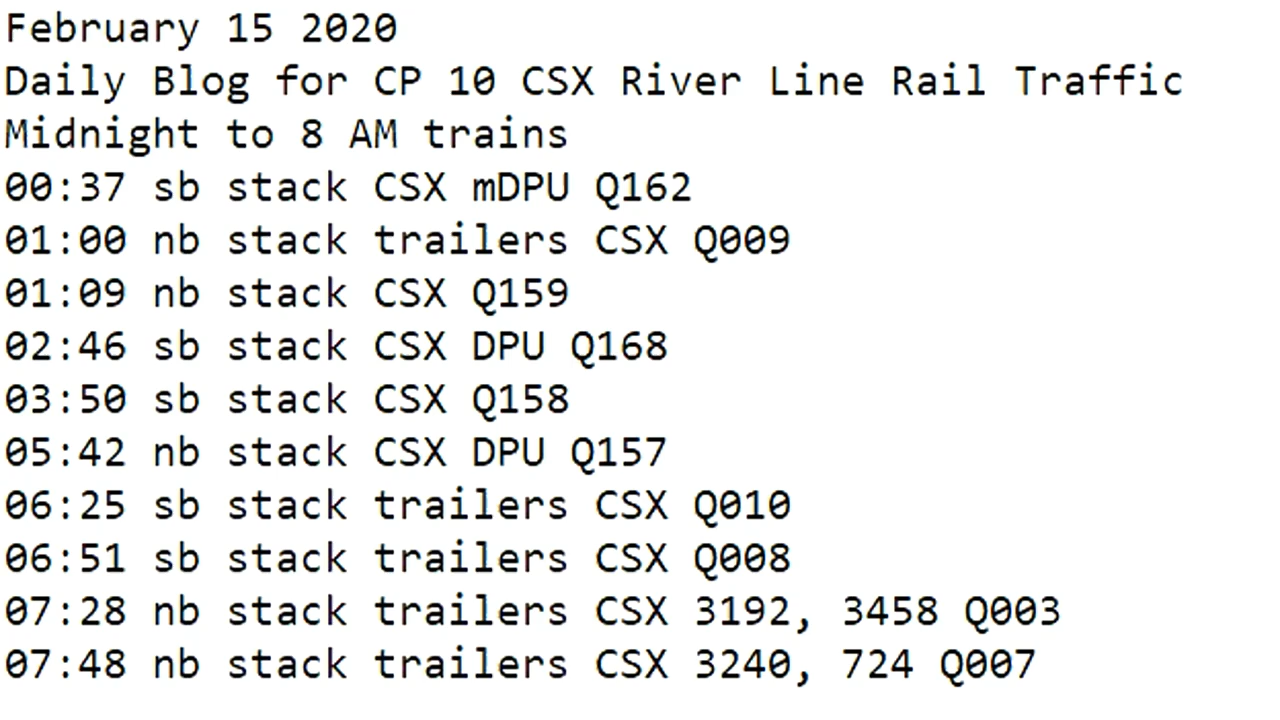 February 15 2020
Daily Blog for CP 10 CSX River Line Rail Traffic
Midnight to 8 AM trains
00:37 sb stack CSX mDPU Q162
01:00 nb stack trailers CSX Q009
01:09 nb stack CSX Q159
02:46 sb stack CSX DPU Q168
03:50 sb stack CSX Q158
05:42 nb stack CSX DPU Q157
06:25 sb stack trailers CSX Q010
06:51 sb stack trailers CSX Q008
07:28 nb stack trailers CSX 3192, 3458 Q003
07:48 nb stack trailers CSX 3240, 724 Q007